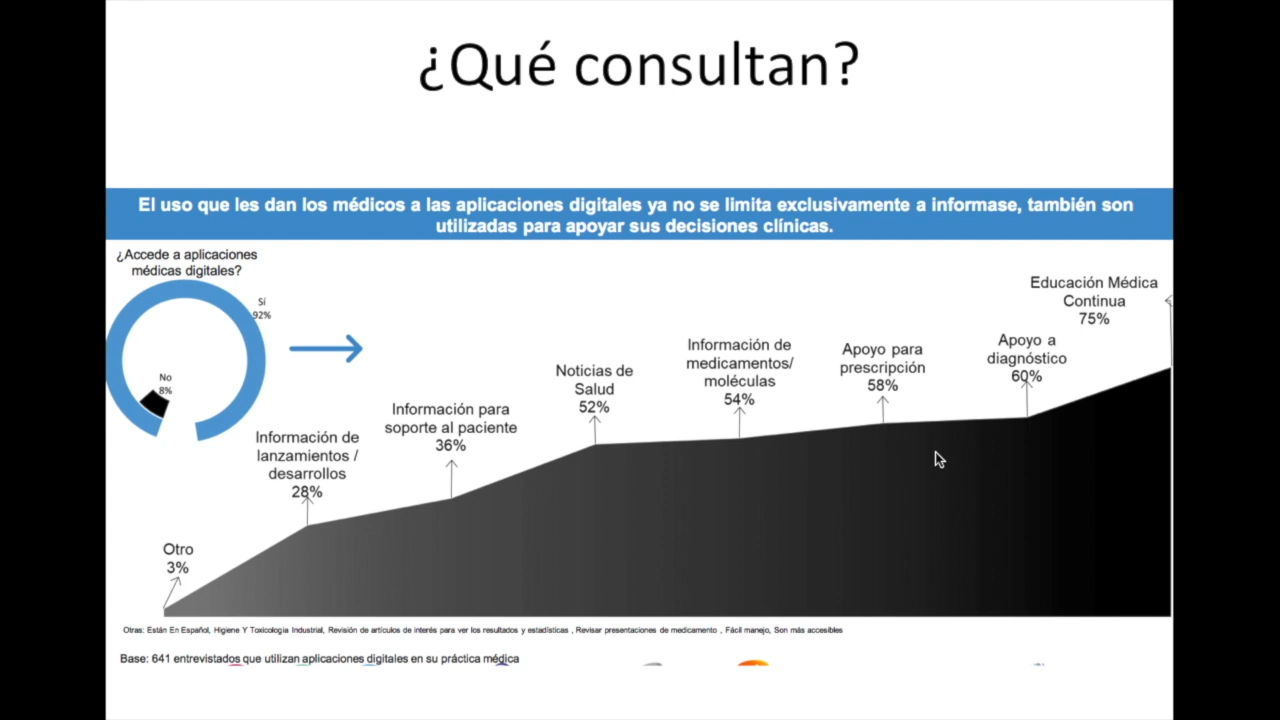 ¿Qué consultan?
El uso que les dan los médicos a las aplicaciones digitales ya no se limita exclusivamente a informase, también son
utilizadas para apoyar sus decisiones clínicas.
¿Accede a aplicaciones
médicas digitales?
Sí
92%
No
8%
Otro
3%
Información de
lanzamientos /
desarrollos
28%
Información para
soporte al paciente
36%
Noticias de
Salud
52%
Información de
medicamentos/
moléculas
54%
Apoyo para
prescripción
58%
Apoyo a
diagnóstico
60%
Educación Médica
Continua
75%
Otras: Están En Español, Higiene Y Toxicologia Industrial, Revisión de artículos de interés para ver los resultados y estadísticas , Revisar presentaciones de medicamento , Fácil manejo, Son más accesibles
Base: 641 entrevistados que utilizan aplicaciones digitales en su práctica médica